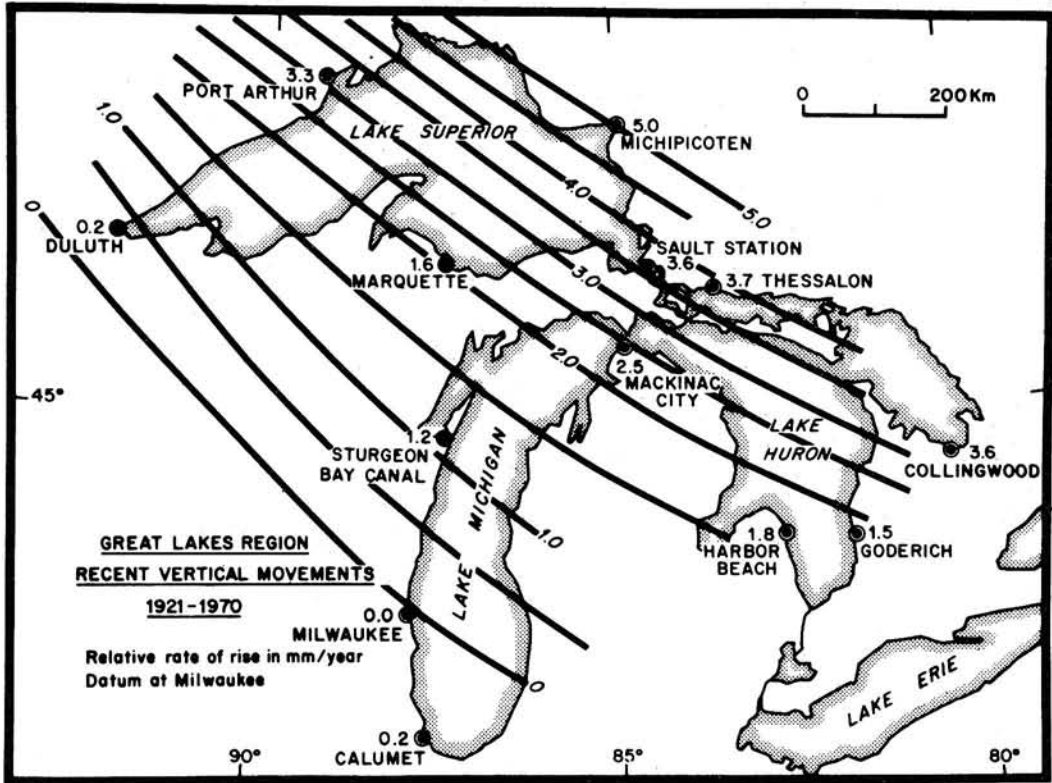 3.3
PORT ARTHUR
LAKE SUPERIOR
0
200 Km
5.0
MICHIPICOTEN
1.0
0
0.2
DULUTH
4.0
5.0
SAULT STATION
3.6
3.7 THESSALON
1.6
MARQUETTE
3.0
2.0
2.5
MACKINAC
CITY
45°
1.2
STURGEON
BAY CANAL
LAKE MICHIGAN
LAKE
HURON
3.6
COLLINGWOOD
1.0
1.8
HARBOR
BEACH
1.5
GODERICH
GREAT LAKES REGION
RECENT VERTICAL MOVEMENTS
1921-1970
0.0
MILWAUKEE
Relative rate of rise in mm/year
Datum at Milwaukee
0
0.2
CALUMET
LAKE ERIE
90°
85°
80°